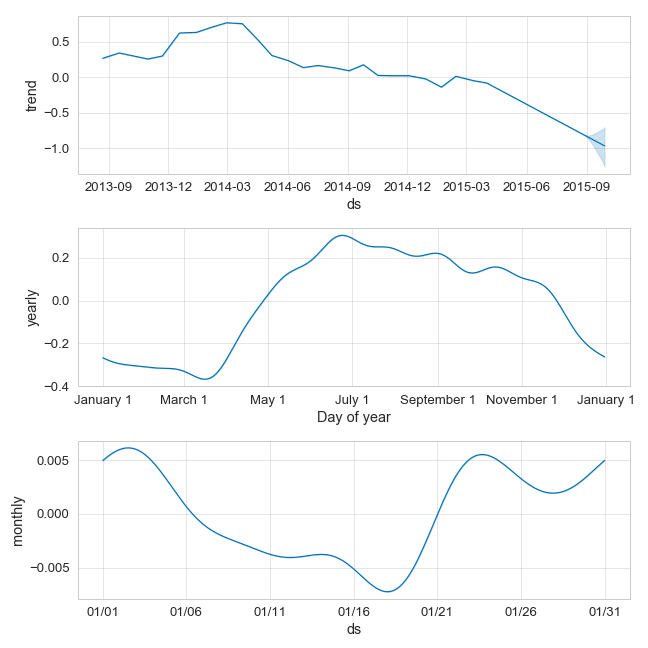 0.5
0.0
−0.5
−1.0
trend
2013-09 2013-12 2014-03 2014-06 2014-09 2014-12 2015-03 2015-06 2015-09
ds
0.2
0.0
−0.2
−0.4
yearly
January 1 March 1 May 1 July 1 September 1 November 1 January 1
Day of year
0.005
0.000
−0.005
monthly
01/01 01/06 01/11 01/16 01/21 01/26 01/31
ds